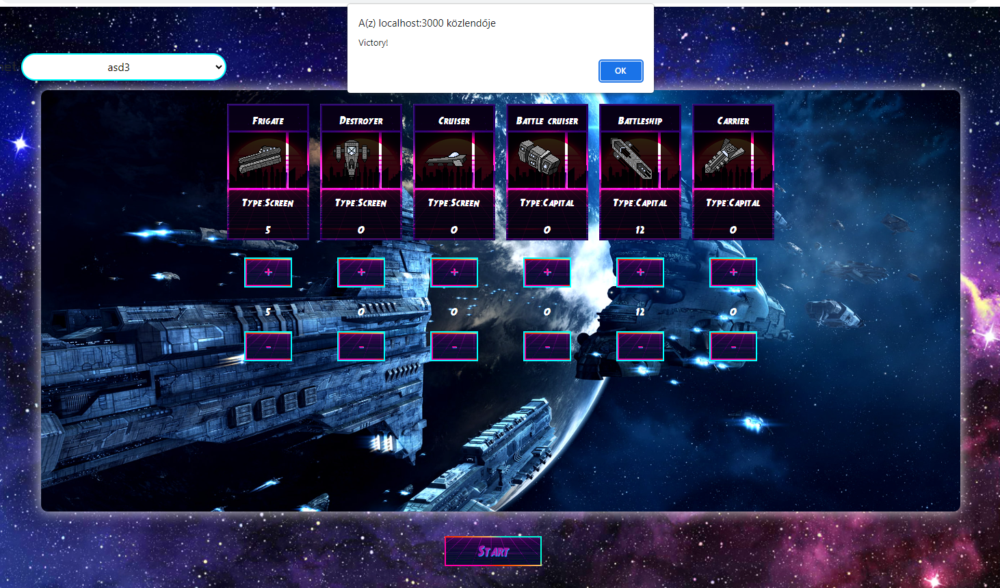 A(z) localhost:3000 közlendője
Victory!
OK
asd3
Frigate
Destroyer
Cruiser
Battle cruiser
Battleship
Carrier
Type:Screen
Type:Screen
Type:Screen
Type:Capital
Type:Capital
Type:Capital
5
0
0
0
12
0
+
+
+
+
+
+
5
0
0
0
12
0
-
-
-
-
-
-
Start